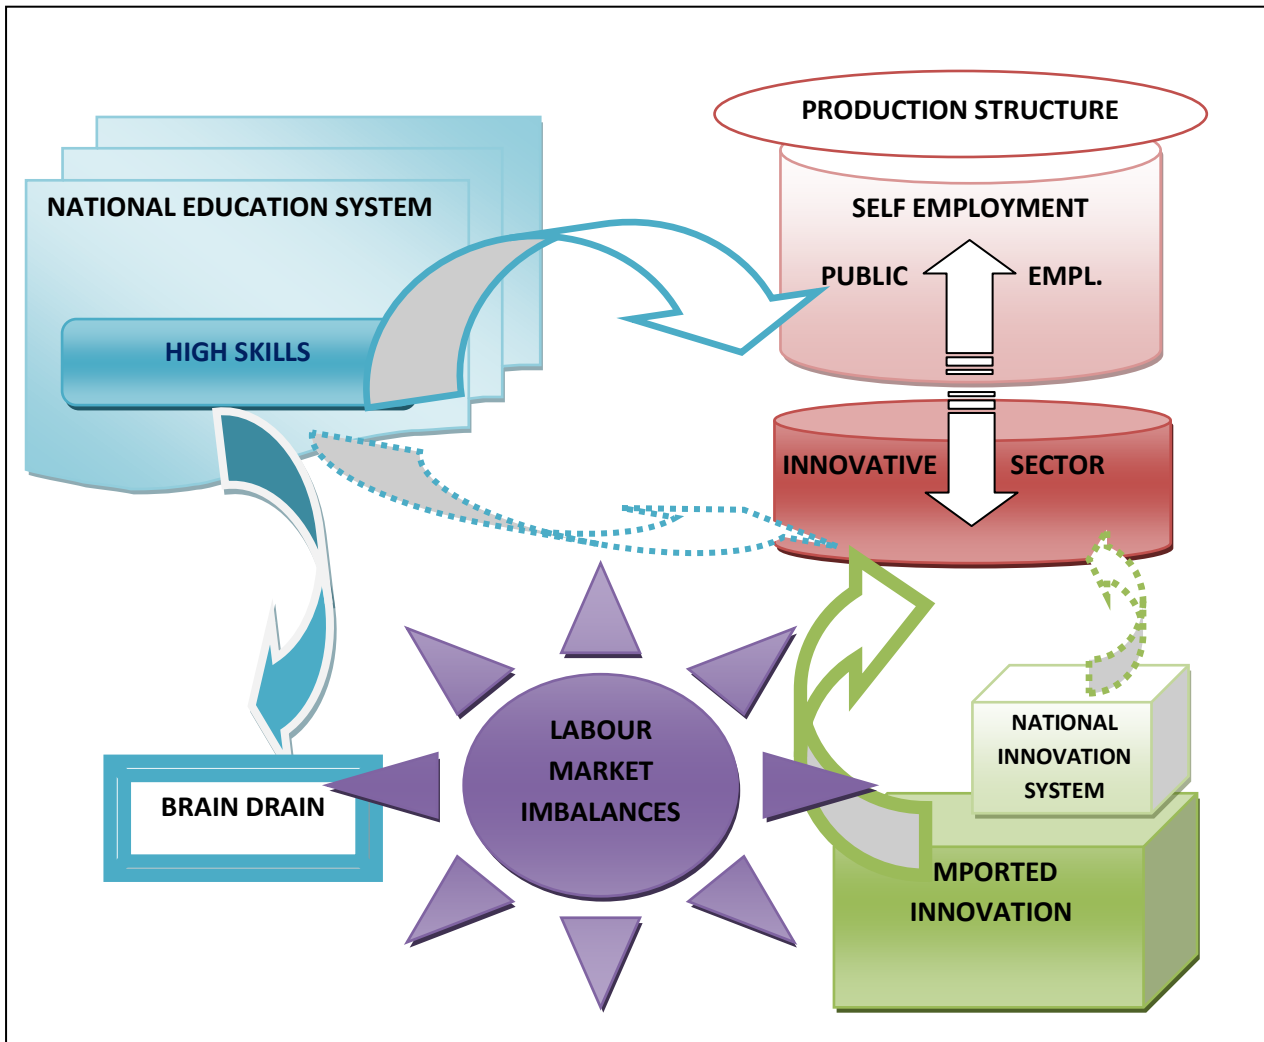 PRODUCTION STRUCTURE
NATIONAL EDUCATION SYSTEM
SELF EMPLOYMENT
PUBLIC EMPL.
HIGH SKILLS
INNOVATIVE SECTOR
LABOUR
MARKET
IMBALANCES
NATIONAL
INNOVATION
SYSTEM
BRAIN DRAIN
MPORTED
INNOVATION